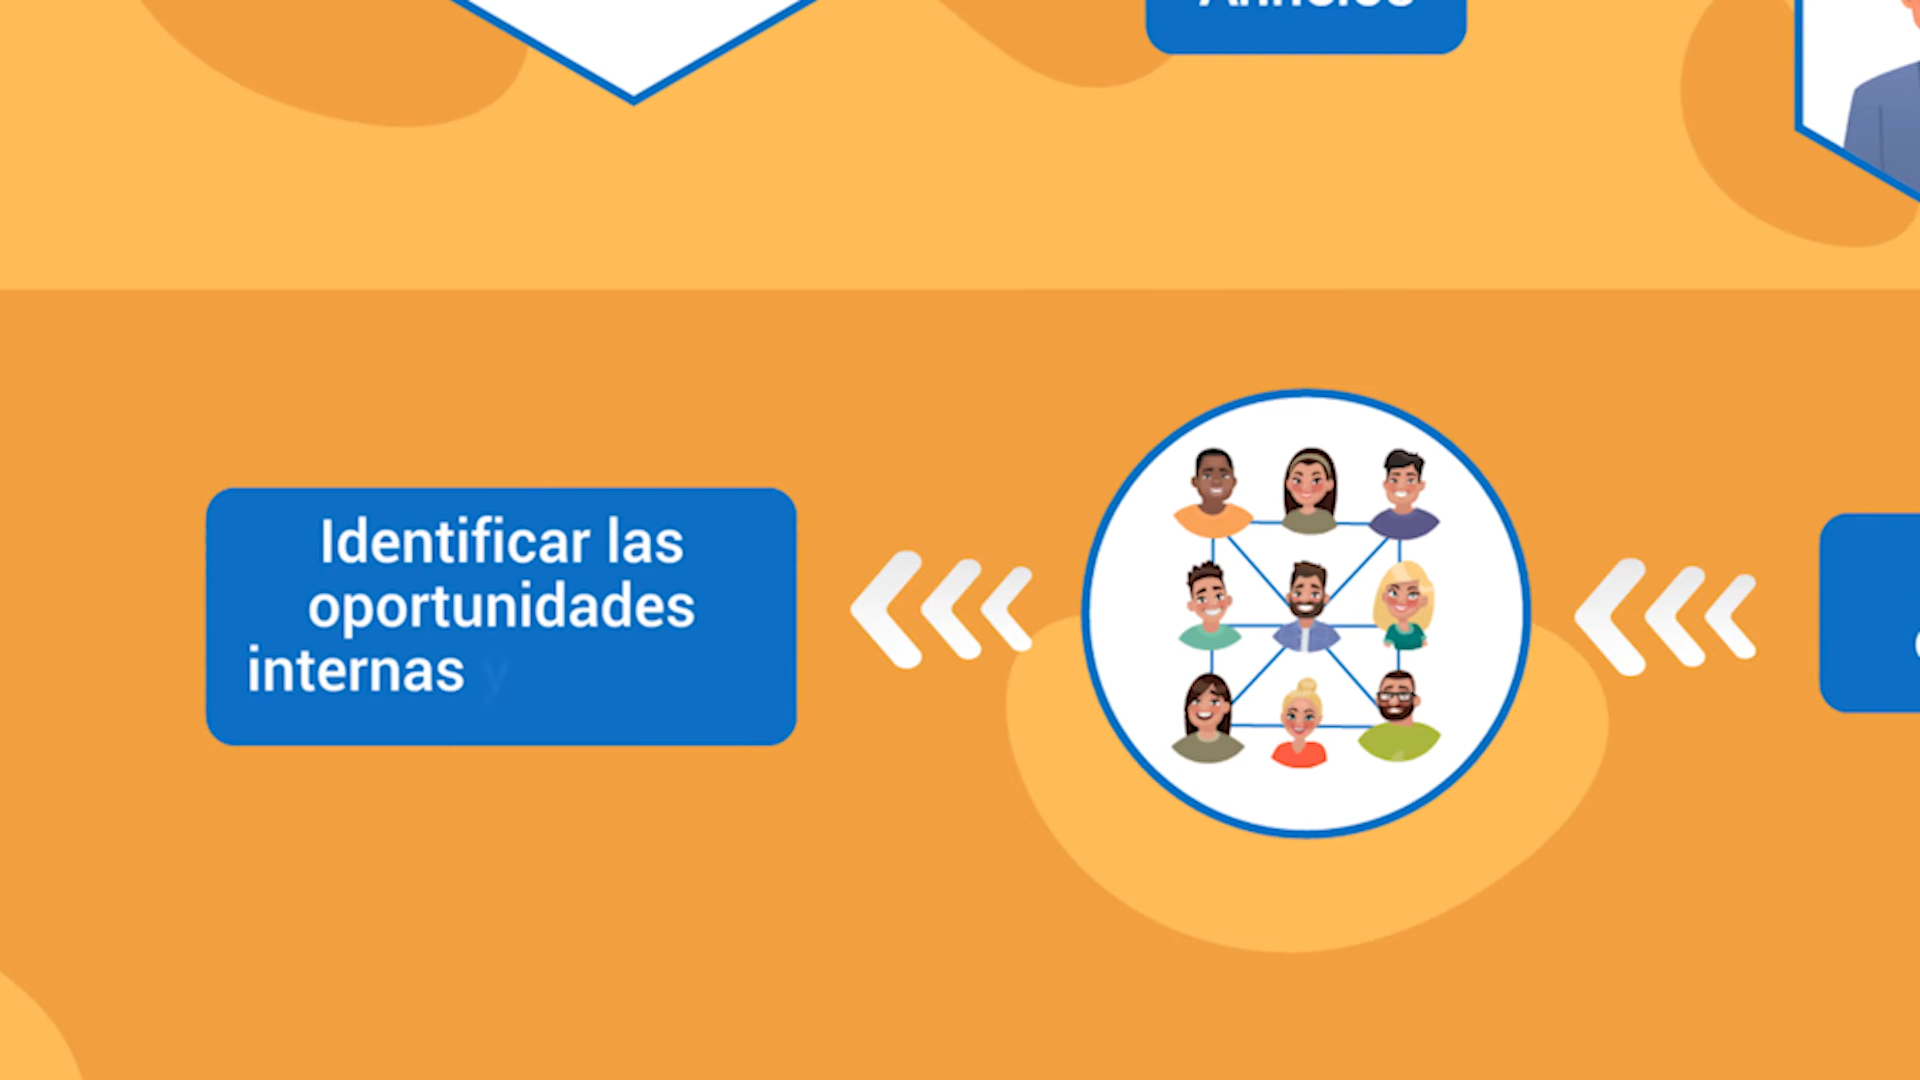 Identificar las
oportunidades
internas y